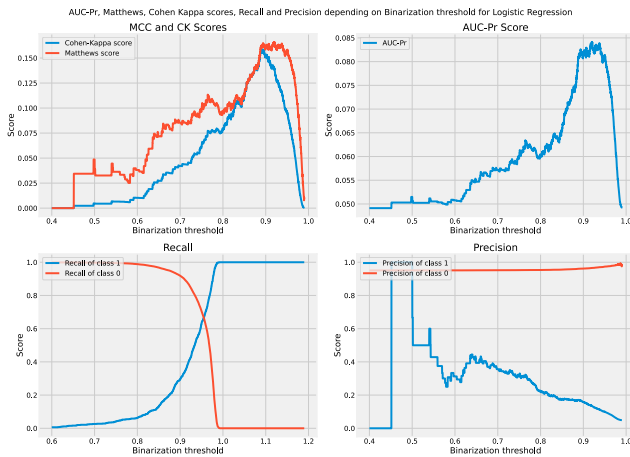 AUC-Pr, Matthews, Cohen Kappa scores, Recall and Precision depending on Binarization threshold for Logistic Regression
MCC and CK Scores
Cohen-Kappa score
Matthews score
Score
0.150
0.125
0.100
0.075
0.050
0.025
0.000
0.4 0.5 0.6 0.7 0.8 0.9 1.0
Binarization threshold
AUC-Pr Score
AUC-Pr
Score
0.085
0.080
0.075
0.070
0.065
0.060
0.055
0.050
0.4 0.5 0.6 0.7 0.8 0.9 1.0
Binarization threshold
Recall
Recall of class 1
Recall of class 0
Score
1.0
0.8
0.6
0.4
0.2
0.0
0.6 0.7 0.8 0.9 1.0 1.1 1.2
Binarization threshold
Precision
Precision of class 1
Precision of class 0
Score
1.0
0.8
0.6
0.4
0.2
0.0
0.4 0.5 0.6 0.7 0.8 0.9 1.0
Binarization threshold